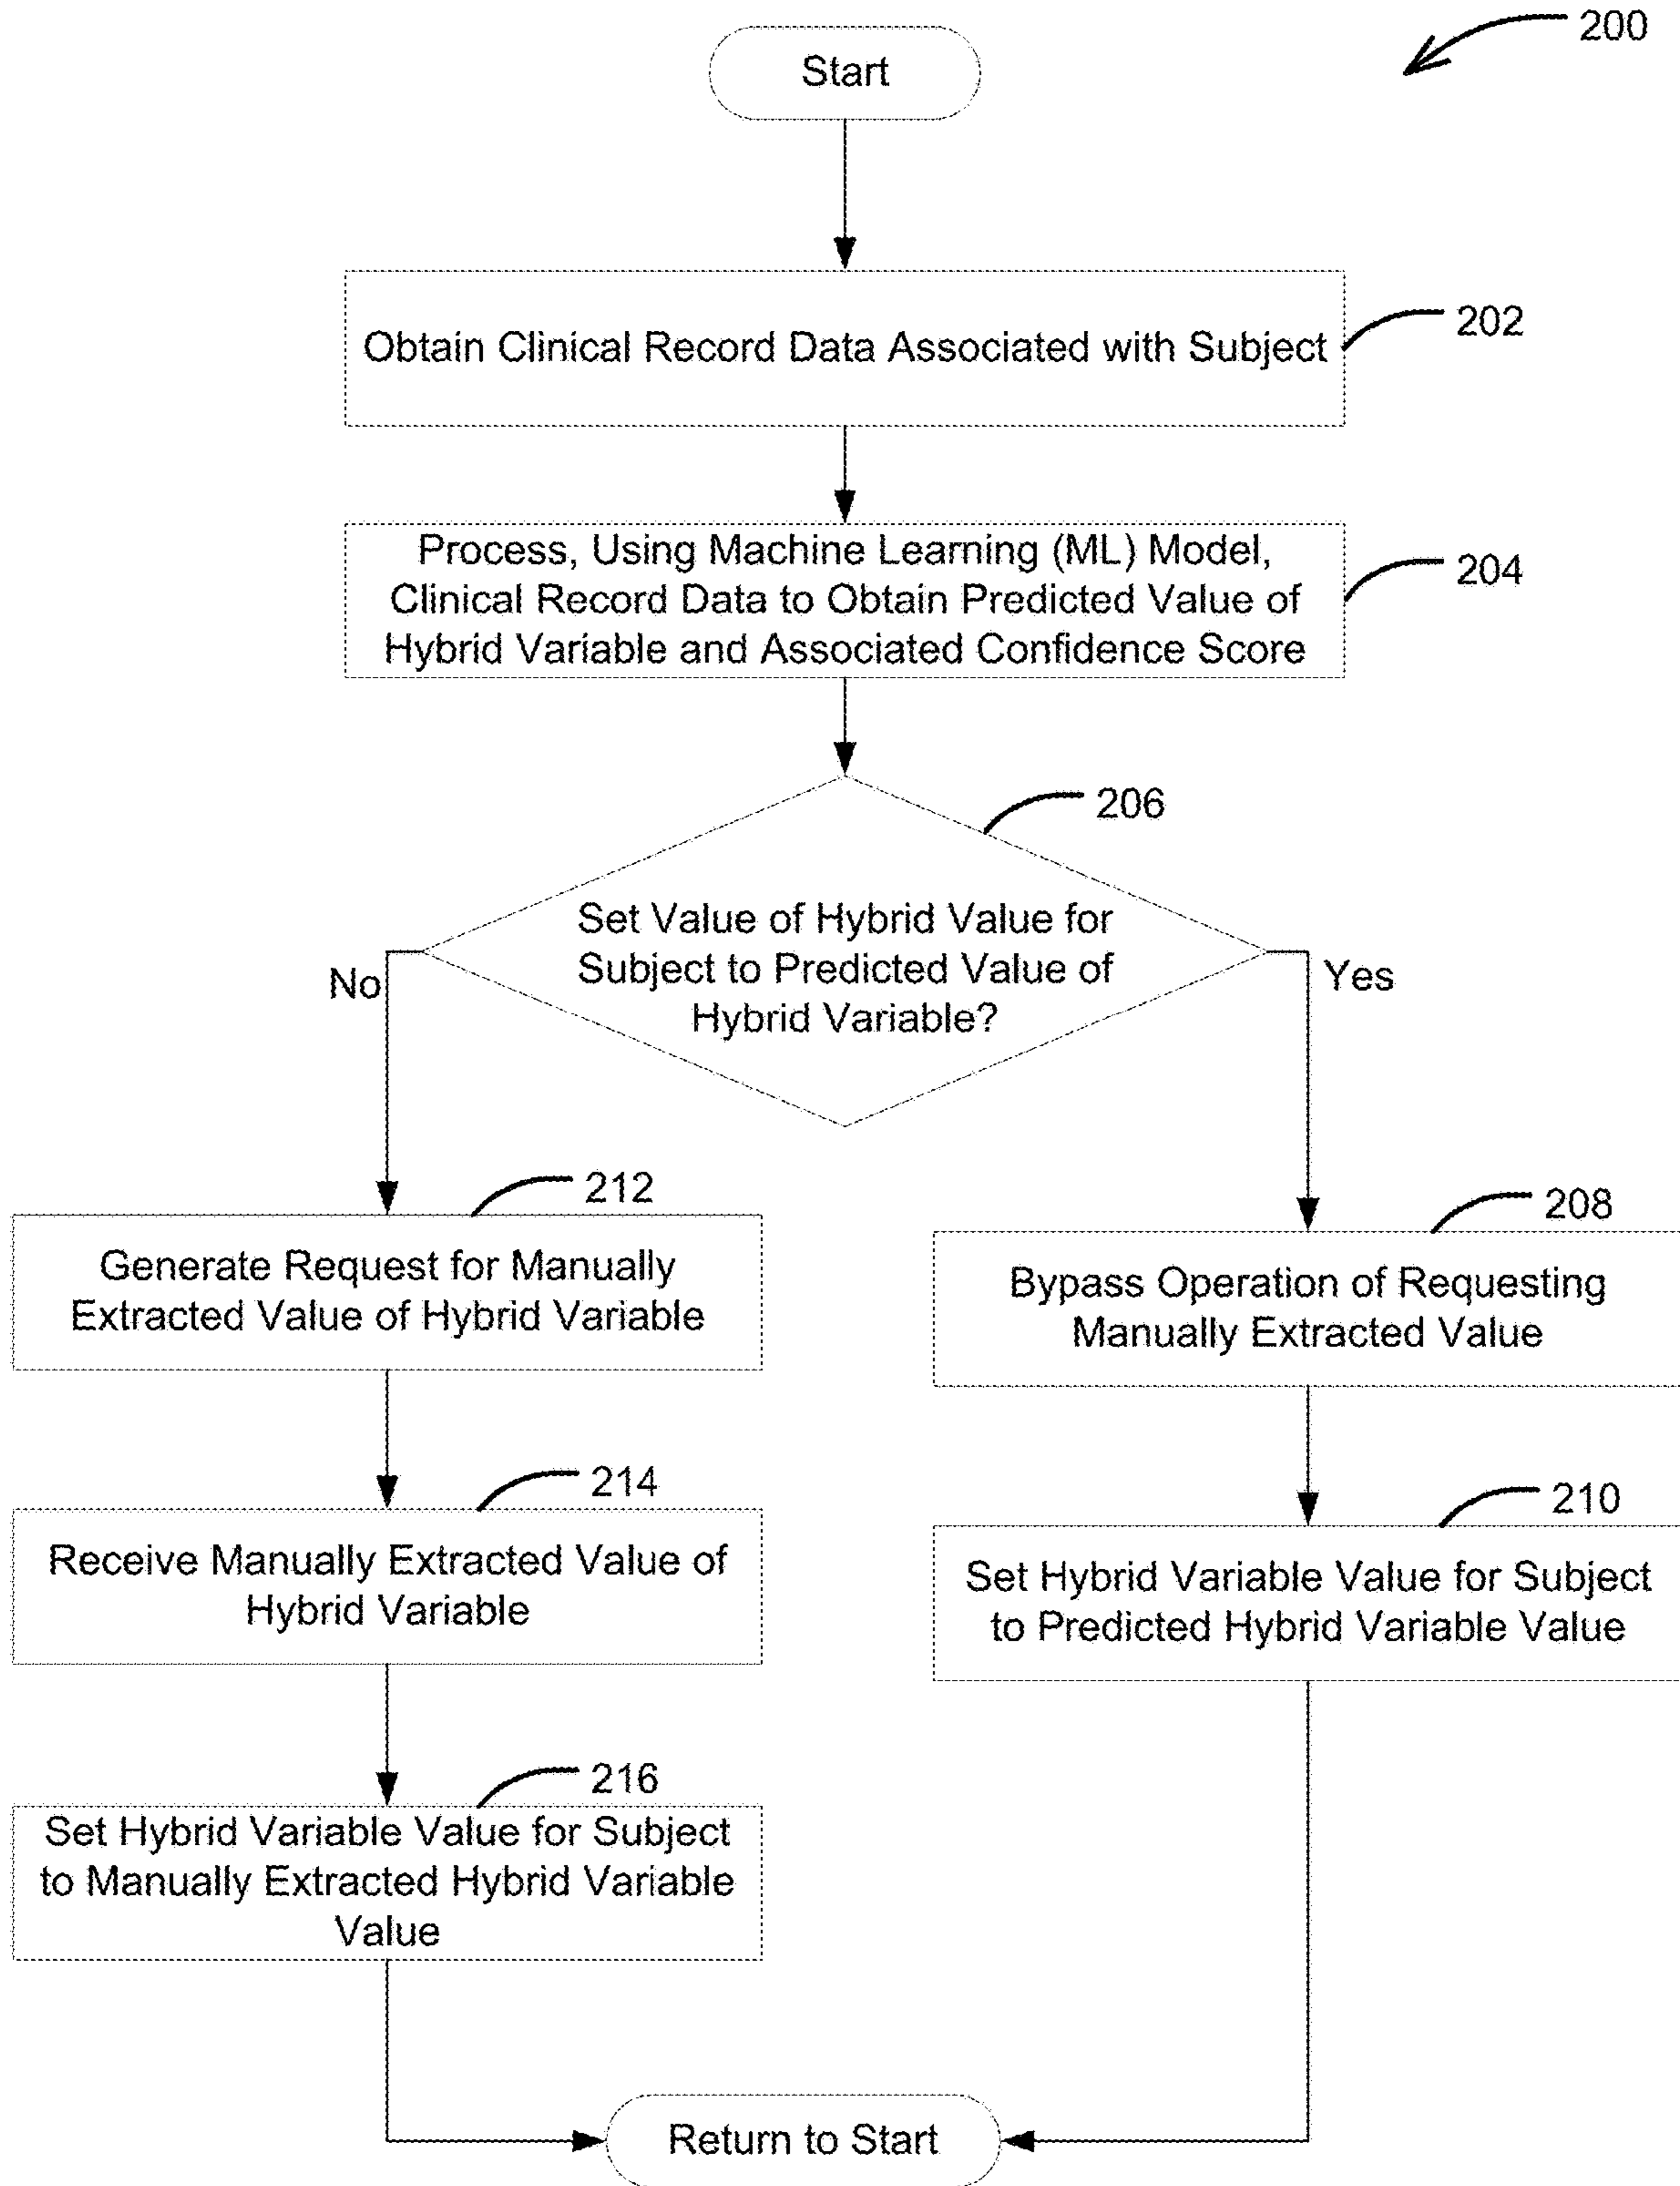 200
Start
Obtain Clinical Record Data Associated with Subject
202
Process, Using Machine Learning (ML) Model,
Clinical Record Data to Obtain Predicted Value of
Hybrid Variable and Associated Confidence Score
204
206
Set Value of Hybrid Value for
Subject to Predicted Value of
Hybrid Variable?
No
Yes
212
Generate Request for Manually
Extracted Value of Hybrid Variable
208
Bypass Operation of Requesting
Manually Extracted Value
214
Receive Manually Extracted Value of
Hybrid Variable
210
Set Hybrid Variable Value for Subject
to Predicted Hybrid Variable Value
216
Set Hybrid Variable Value for Subject
to Manually Extracted Hybrid Variable
Value
Return to Start